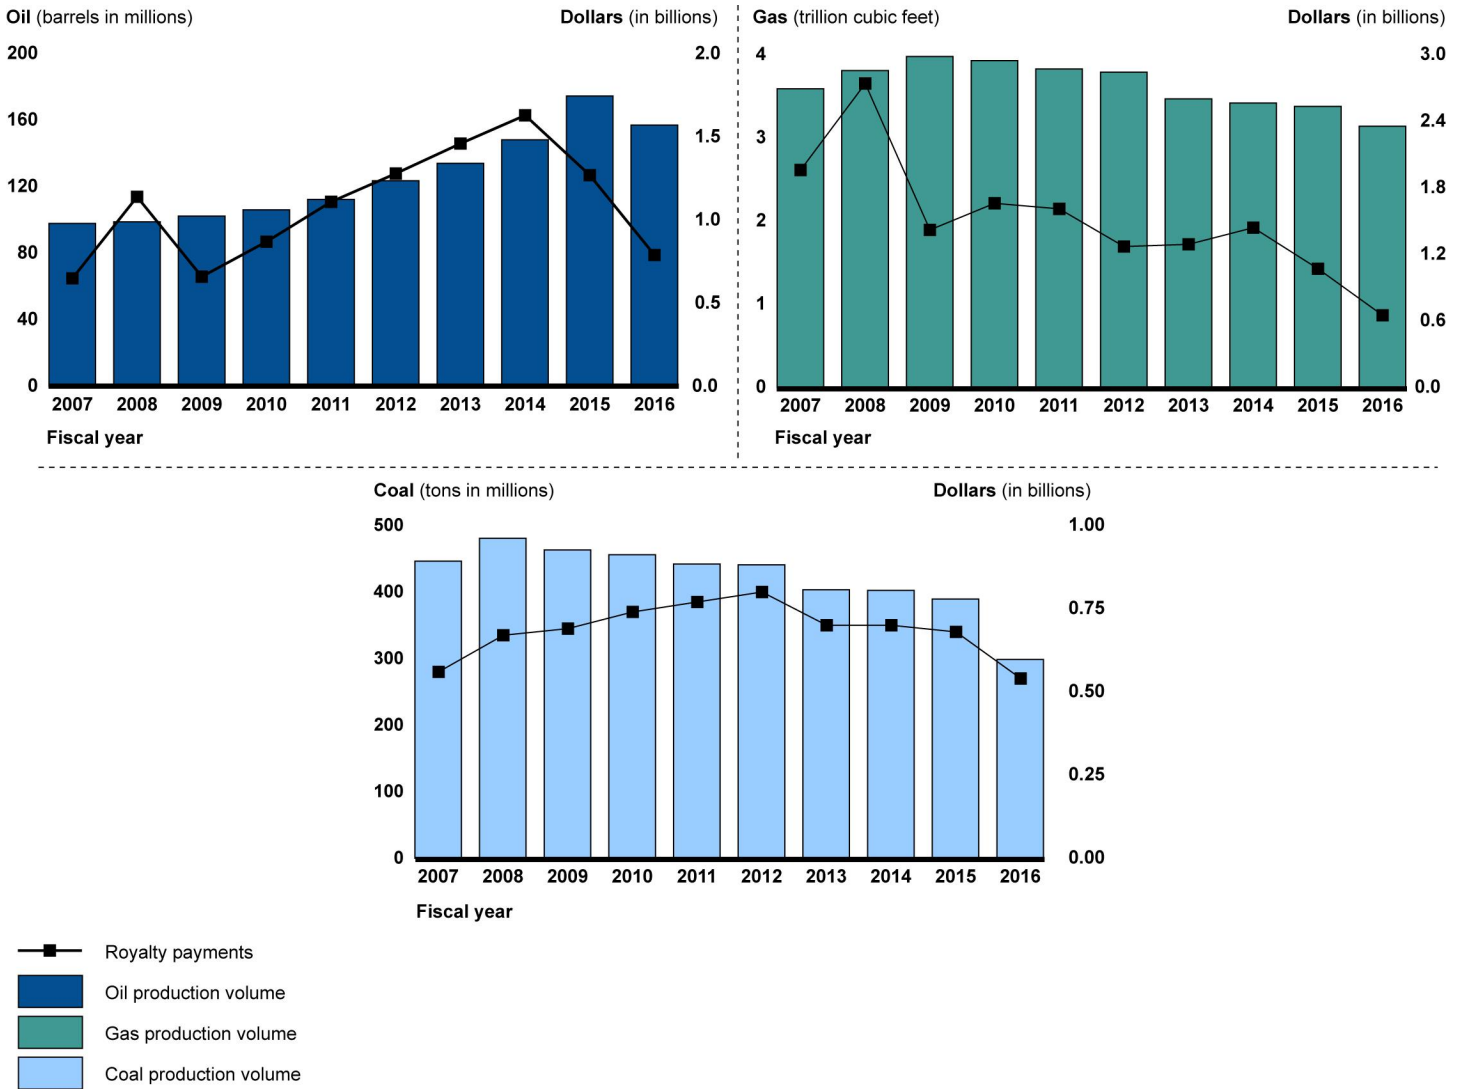 Oil (barrels in millions) Dollars (in billions)
200 2.0
160 1.5
120 1.0
80 0.5
40 0.0
0
2007 2008 2009 2010 2011 2012 2013 2014 2015 2016
Fiscal year
Gas (trillion cubic feet) Dollars (in billions)
4 3.0
3 2.4
2 1.8
1 1.2
0 0.6
0.0
2007 2008 2009 2010 2011 2012 2013 2014 2015 2016
Fiscal year
Coal (tons in millions) Dollars (in billions)
500 1.00
400 0.75
300 0.50
200 0.25
100 0.00
0
2007 2008 2009 2010 2011 2012 2013 2014 2015 2016
Fiscal year
Royalty payments
Oil production volume
Gas production volume
Coal production volume